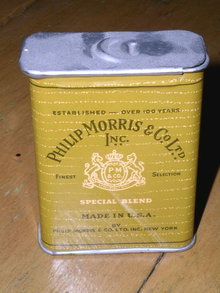 ESTABLISHED — OVER 100 YEARS
PHILIP MORRIS & CO. LTD.
INC.
FINEST SELECTION
PM
& CO.
SPECIAL BLEND
MADE IN U.S.A.
BY
PHILIP MORRIS & CO. LTD. INC. NEW YORK